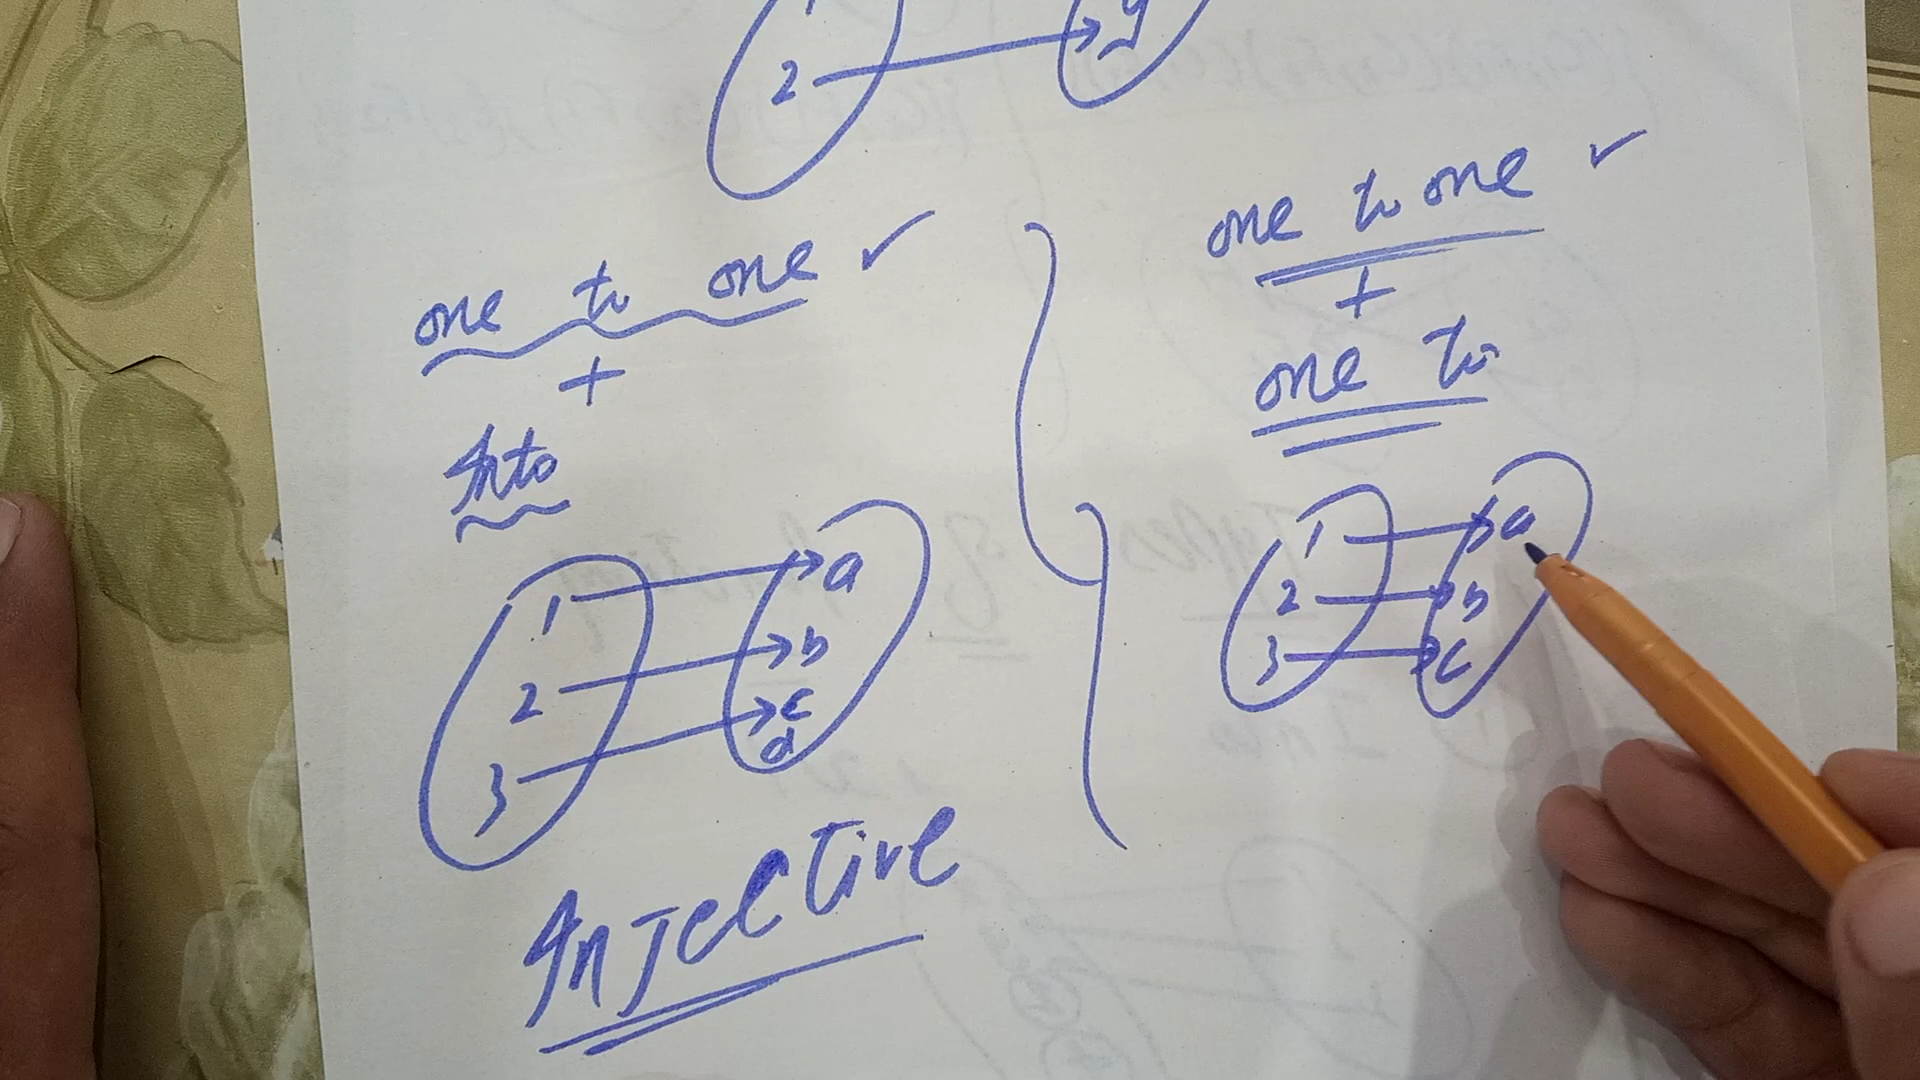 2 y
one to one ✓
+
Into
1 a
2 b
3 c
d
Injective
one to one ✓
+
one to
1 a
2 b
3 c